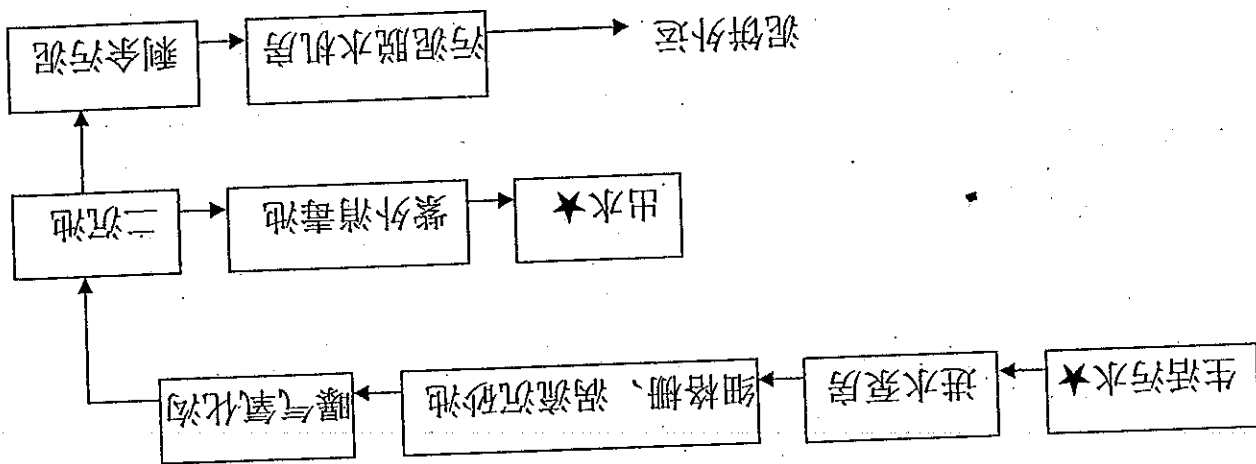 生活污水★
进水泵房
细格栅、涡流沉砂池
曝气氧化沟
二沉池
紫外消毒池
出水★
剩余污泥
污泥脱水机房
泥饼外运